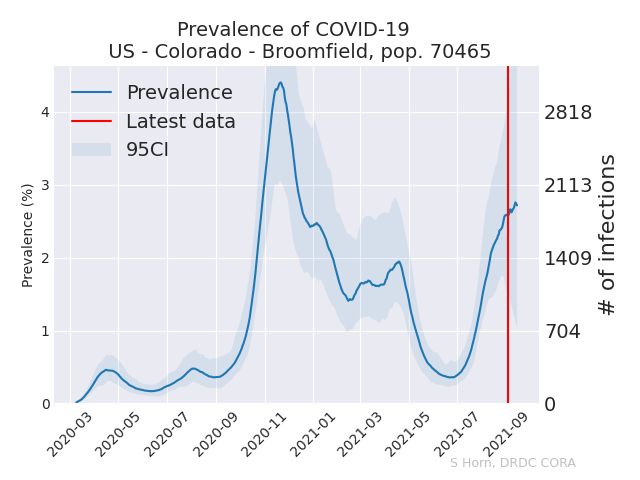 Prevalence of COVID-19
US - Colorado - Broomfield, pop. 70465
Prevalence
Latest data
95CI
Prevalence (%)
4
3
2
1
0
# of infections
2818
2113
1409
704
0
2020-03
2020-05
2020-07
2020-09
2020-11
2021-01
2021-03
2021-05
2021-07
2021-09
S Horn, DRDC CORA